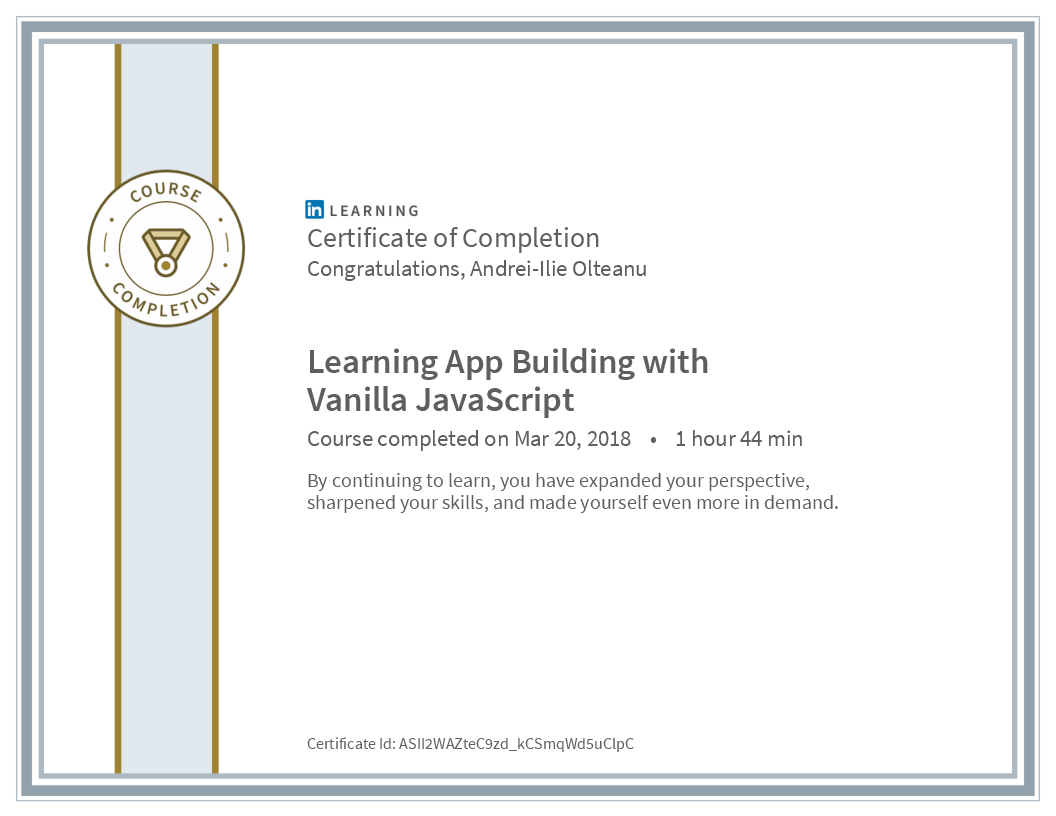 COURSE
COMPLETION
in LEARNING
Certificate of Completion
Congratulations, Andrei-Ilie Olteanu
Learning App Building with
Vanilla JavaScript
Course completed on Mar 20, 2018 • 1 hour 44 min
By continuing to learn, you have expanded your perspective,
sharpened your skills, and made yourself even more in demand.
Certificate Id: ASII2WAZteC9zd_kCSmqWd5uClpC